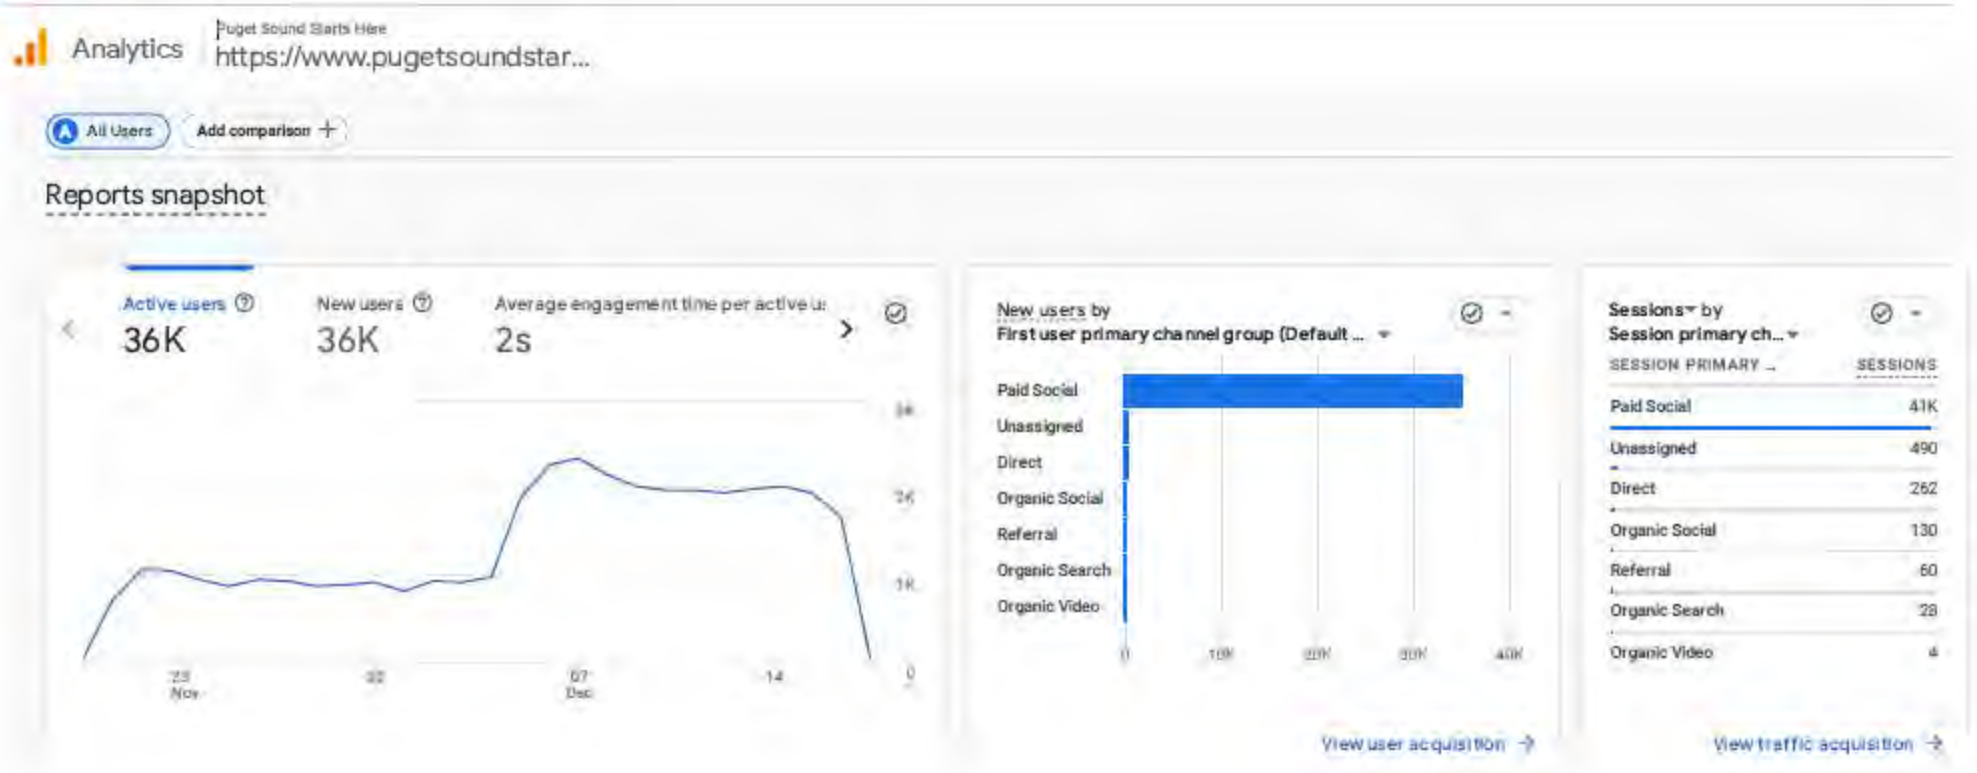 Puget Sound Starts Here
Analytics
https://www.pugetsoundstar...
All Users
Add comparison
Reports snapshot
Active users
36K
New users
36K
Average engagement time per active u
2s
3K
2K
1K
0
23
Nov
30
07
Dec
14
New users by
First user primary channel group (Default ...
Paid Social
Unassigned
Direct
Organic Social
Referral
Organic Search
Organic Video
0
10K
20K
30K
40K
View user acquisition
Sessions by
Session primary ch...
SESSION PRIMARY ...
SESSIONS
Paid Social 41K
Unassigned 490
Direct 262
Organic Social 130
Referral 60
Organic Search 28
Organic Video 4
View traffic acquisition